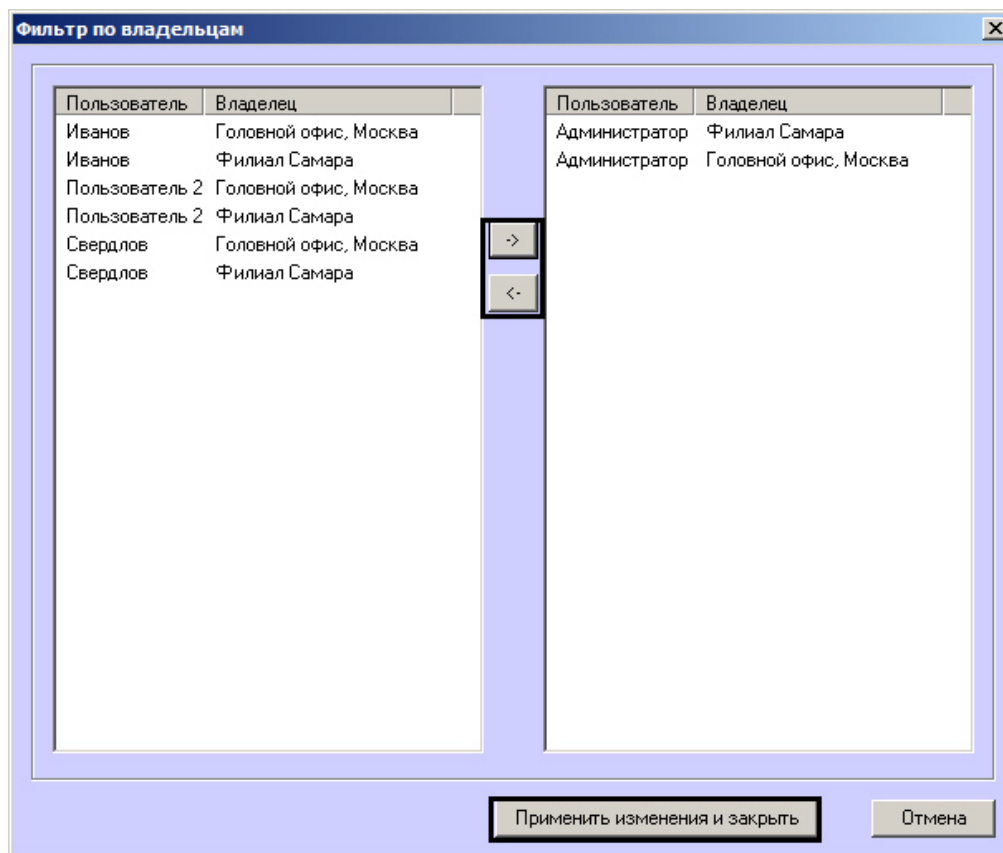 Фильтр по владельцам
Пользователь Владелец
Иванов Головной офис, Москва
Иванов Филиал Самара
Пользователь 2 Головной офис, Москва
Пользователь 2 Филиал Самара
Свердлов Головной офис, Москва
Свердлов Филиал Самара
->
<-
Пользователь Владелец
Администратор Филиал Самара
Администратор Головной офис, Москва
Применить изменения и закрыть
Отмена